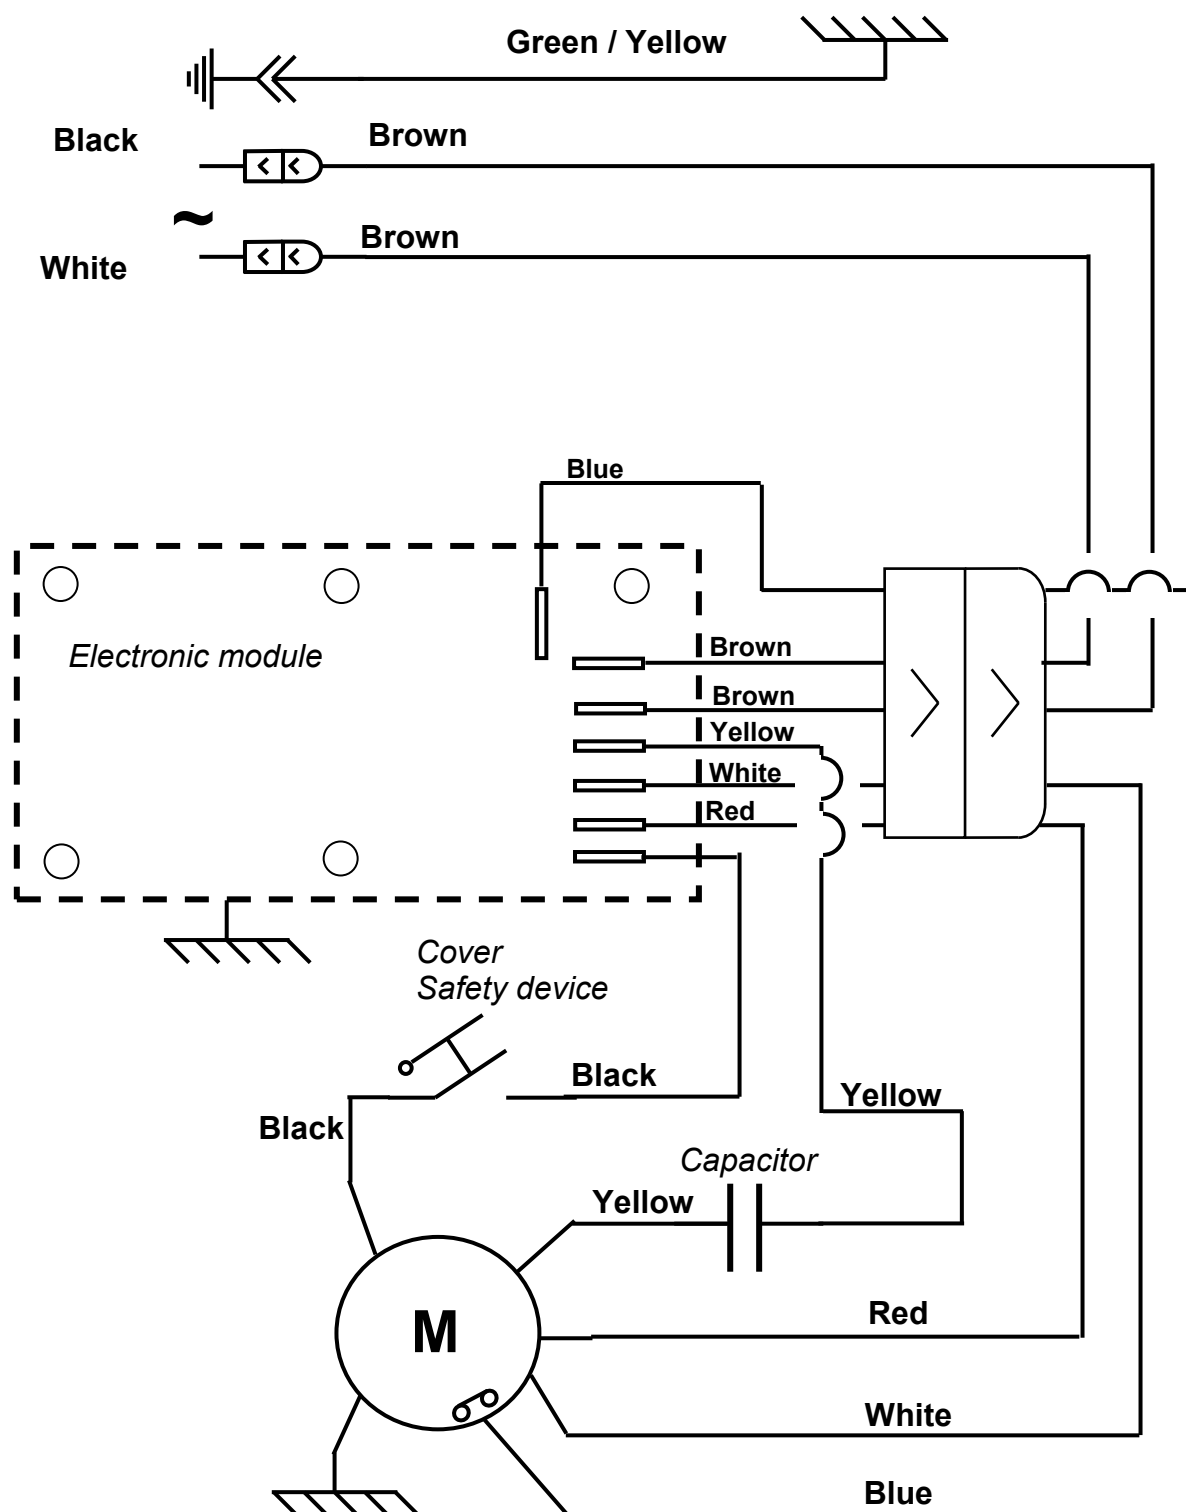 Green / Yellow
Black
Brown
~
Brown
White
Blue
Electronic module
Brown
Brown
Yellow
White
Red
Cover
Safety device
Black
Yellow
Black
Capacitor
Yellow
Red
M
White
Blue